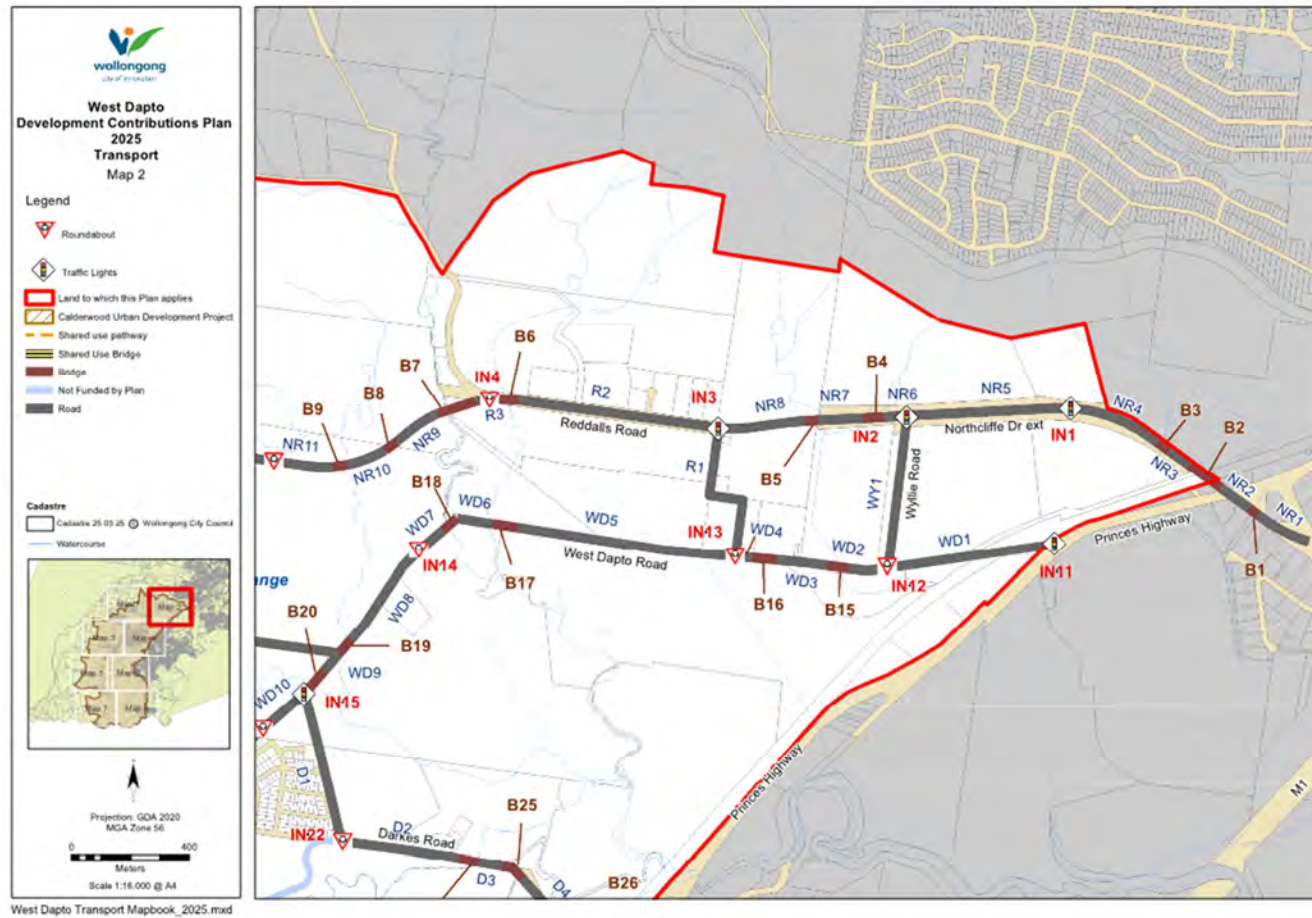 wollongong
city of innovation
West Dapto
Development Contributions Plan
2025
Transport
Map 2
Legend
Roundabout
Traffic Lights
Land to which this Plan applies
Calderwood Urban Development Project
Shared use pathway
Shared Use Bridge
Bridge
Not Funded by Plan
Road
Cadastre
Cadastre 25 03 25 © Wollongong City Council
Watercourse
Projection: GDA 2020
MGA Zone 56
0 400
Meters
Scale 1:16,000 @ A4
West Dapto Transport Mapbook_2025.mxd
B6
B7
IN4
B4
B8
R2
IN3
NR7
NR6
NR5
NR4
B9
R3
NR8
B3
Reddalls Road
IN2
Northcliffe Dr ext
IN1
B2
NR11
NR9
NR10
R1
B5
NR3
NR2
B18
WD6
WY1
Wyllie Road
NR1
WD7
WD5
IN13
WD4
WD2
WD1
Princes Highway
IN14
West Dapto Road
B17
WD3
IN12
IN11
B1
ange
B16
B15
B20
WD8
B19
WD9
WD10
IN15
D1
Princes Highway
M1
B25
IN22
D2
Darkes Road
D3
D4
B26